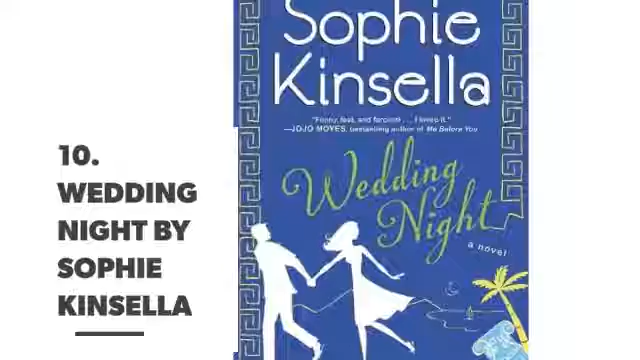 10.
WEDDING
NIGHT BY
SOPHIE
KINSELLA
Sophie
Kinsella
"Funny, fast, and farcical . . . I loved it."
—JOJO MOYES, bestselling author of Me Before You
Wedding
Night
a novel